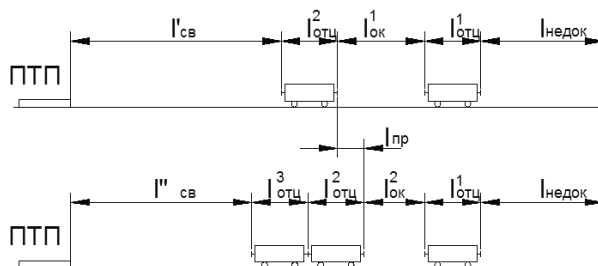 l'св l²отц l¹ок l¹отц lнедок
ПТП
lпр
l" св l³отц l²отц l²ок l¹отц lнедок
ПТП